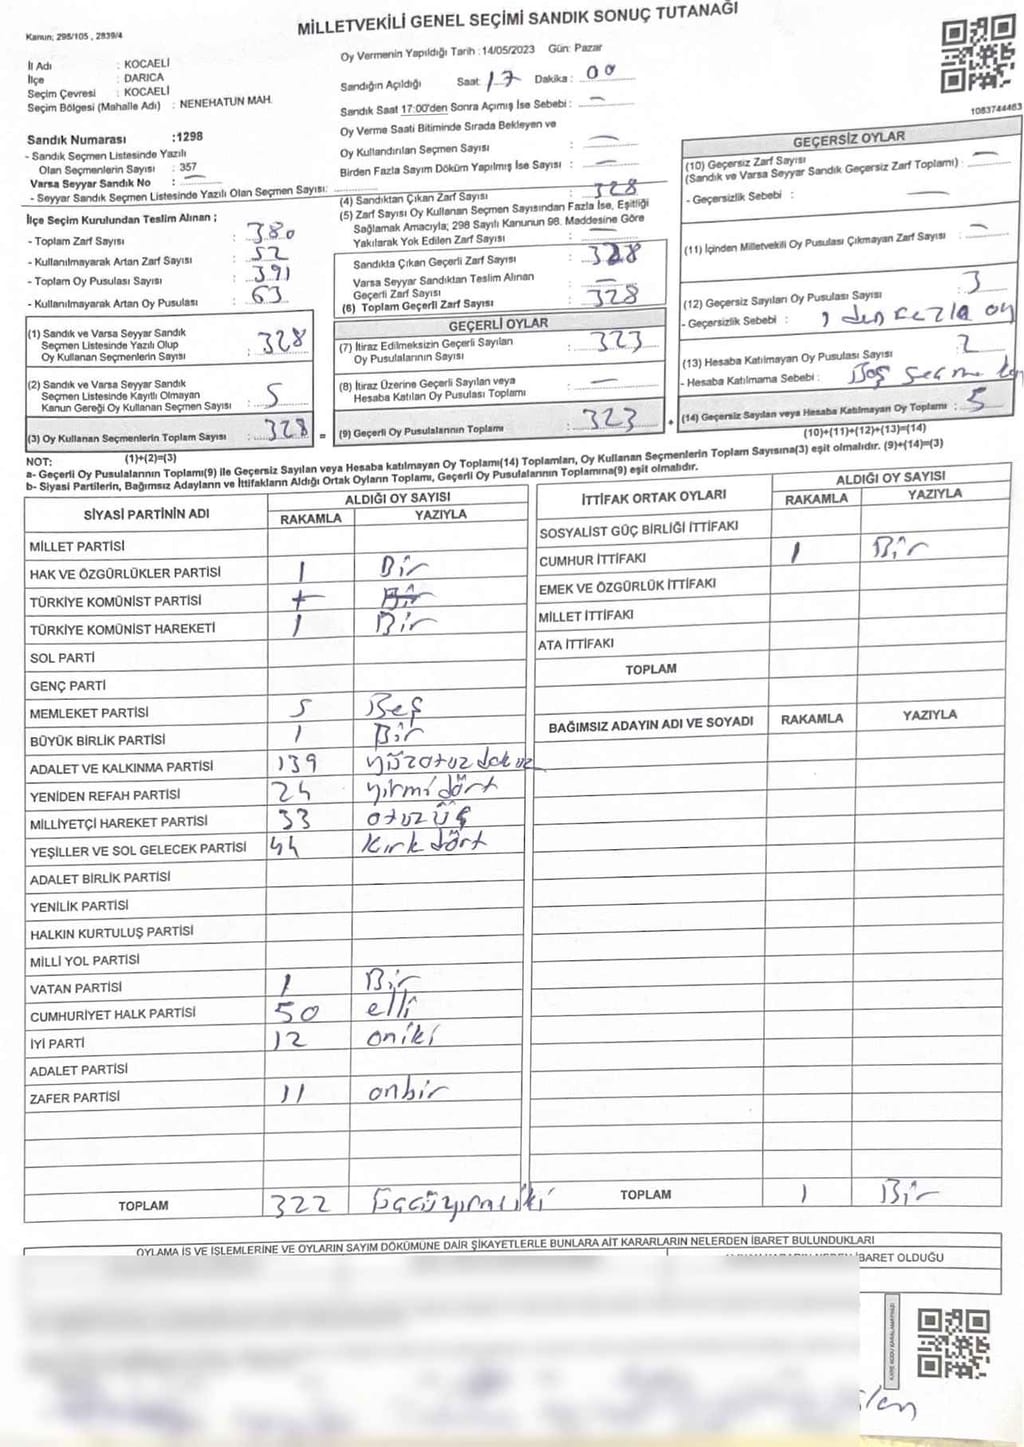 MİLLETVEKİLİ GENEL SEÇİMİ SANDIK SONUÇ TUTANAĞI
Kanun; 298/105 , 2839/4
İl Adı : KOCAELİ
İlçe : DARICA
Seçim Çevresi : KOCAELİ
Seçim Bölgesi (Mahalle Adı) : NENEHATUN MAH.
Sandık Numarası :1298
- Sandık Seçmen Listesinde Yazılı
Olan Seçmenlerin Sayısı : 357
Varsa Seyyar Sandık No : —
- Seyyar Sandık Seçmen Listesinde Yazılı Olan Seçmen Sayısı:
İlçe Seçim Kurulundan Teslim Alınan ;
- Toplam Zarf Sayısı : 380
- Kullanılmayarak Artan Zarf Sayısı : 52
- Toplam Oy Pusulası Sayısı : 391
- Kullanılmayarak Artan Oy Pusulası : 63
(1) Sandık ve Varsa Seyyar Sandık
Seçmen Listesinde Yazılı Olup
Oy Kullanan Seçmenlerin Sayısı : 328
(2) Sandık ve Varsa Seyyar Sandık
Seçmen Listesinde Kayıtlı Olmayan
Kanun Gereği Oy Kullanan Seçmen Sayısı : 5
(3) Oy Kullanan Seçmenlerin Toplam Sayısı : 328
(1)+(2)=(3)
Oy Vermenin Yapıldığı Tarih :14/05/2023 Gün: Pazar
Sandığın Açıldığı Saat: 17 Dakika : 00
Sandık Saat 17:00'den Sonra Açımış İse Sebebi : —
Oy Verme Saati Bitiminde Sırada Bekleyen ve
Oy Kullandırılan Seçmen Sayısı : —
Birden Fazla Sayım Döküm Yapılmış İse Sayısı : —
(4) Sandıktan Çıkan Zarf Sayısı : 328
(5) Zarf Sayısı Oy Kullanan Seçmen Sayısından Fazla İse, Eşitliği
Sağlamak Amacıyla; 298 Sayılı Kanunun 98. Maddesine Göre
Yakılarak Yok Edilen Zarf Sayısı : —
Sandıkta Çıkan Geçerli Zarf Sayısı : 328
Varsa Seyyar Sandıktan Teslim Alınan
Geçerli Zarf Sayısı : —
(6) Toplam Geçerli Zarf Sayısı : 328
GEÇERLİ OYLAR
(7) İtiraz Edilmeksizin Geçerli Sayılan
Oy Pusulalarının Sayısı : 323
(8) İtiraz Üzerine Geçerli Sayılan veya
Hesaba Katılan Oy Pusulası Toplamı : —
= (9) Geçerli Oy Pusulalarının Toplamı : 323
1083744463
GEÇERSİZ OYLAR
(10) Geçersiz Zarf Sayısı
(Sandık ve Varsa Seyyar Sandık Geçersiz Zarf Toplamı) : —
- Geçersizlik Sebebi : —
(11) İçinden Milletvekili Oy Pusulası Çıkmayan Zarf Sayısı : —
(12) Geçersiz Sayılan Oy Pusulası Sayısı : 3
- Geçersizlik Sebebi : 1 den fazla oy
(13) Hesaba Katılmayan Oy Pusulası Sayısı : 2
- Hesaba Katılmama Sebebi : Boş
+ (14) Geçersiz Sayılan veya Hesaba Katılmayan Oy Toplamı : 5
(10)+(11)+(12)+(13)=(14)
NOT:
a- Geçerli Oy Pusulalarının Toplamı(9) ile Geçersiz Sayılan veya Hesaba katılmayan Oy Toplamı(14) Toplamları, Oy Kullanan Seçmenlerin Toplam Sayısına(3) eşit olmalıdır. (9)+(14)=(3)
b- Siyasi Partilerin, Bağımsız Adayların ve İttifakların Aldığı Ortak Oyların Toplamı, Geçerli Oy Pusulalarının Toplamına(9) eşit olmalıdır.
SİYASİ PARTİNİN ADI ALDIĞI OY SAYISI
RAKAMLA YAZIYLA
MİLLET PARTİSİ
HAK VE ÖZGÜRLÜKLER PARTİSİ 1 Bir
TÜRKİYE KOMÜNİST PARTİSİ 1 Bir
TÜRKİYE KOMÜNİST HAREKETİ 1 Bir
SOL PARTİ
GENÇ PARTİ
MEMLEKET PARTİSİ 5 Beş
BÜYÜK BİRLİK PARTİSİ 1 Bir
ADALET VE KALKINMA PARTİSİ 139 yüzotuz dokuz
YENİDEN REFAH PARTİSİ 24 yirmi dört
MİLLİYETÇİ HAREKET PARTİSİ 33 otuz üç
YEŞİLLER VE SOL GELECEK PARTİSİ 44 kırk dört
ADALET BİRLİK PARTİSİ
YENİLİK PARTİSİ
HALKIN KURTULUŞ PARTİSİ
MİLLİ YOL PARTİSİ
VATAN PARTİSİ 1 Bir
CUMHURİYET HALK PARTİSİ 50 elli
İYİ PARTİ 12 oniki
ADALET PARTİSİ
ZAFER PARTİSİ 11 onbir
TOPLAM 322
İTTİFAK ORTAK OYLARI ALDIĞI OY SAYISI
RAKAMLA YAZIYLA
SOSYALİST GÜÇ BİRLİĞİ İTTİFAKI
CUMHUR İTTİFAKI 1 Bir
EMEK VE ÖZGÜRLÜK İTTİFAKI
MİLLET İTTİFAKI
ATA İTTİFAKI
TOPLAM
BAĞIMSIZ ADAYIN ADI VE SOYADI RAKAMLA YAZIYLA
TOPLAM 1 Bir
OYLAMA İŞ VE İŞLEMLERİNE VE OYLARIN SAYIM DÖKÜMÜNE DAİR ŞİKAYETLERLE BUNLARA AİT KARARLARIN NELERDEN İBARET BULUNDUKLARI
İBARET OLDUĞU